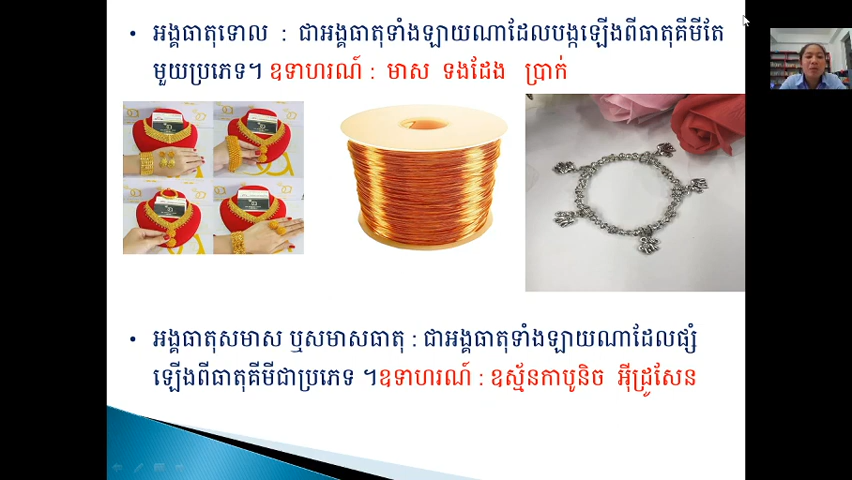 អង្គធាតុទោល : ជាអង្គធាតុទាំងឡាយណាដែលបង្កឡើងពីធាតុគីមីតែ
មួយប្រភេទ។ ឧទាហរណ៍ : មាស ទងដែង ប្រាក់
អង្គធាតុសមាស ឬសមាសធាតុ : ជាអង្គធាតុទាំងឡាយណាដែលផ្សំ
ឡើងពីធាតុគីមីជាប្រភេទ ។ឧទាហរណ៍ : ឧស្ម័នកាបូនិច អ៊ីដ្រូសែន